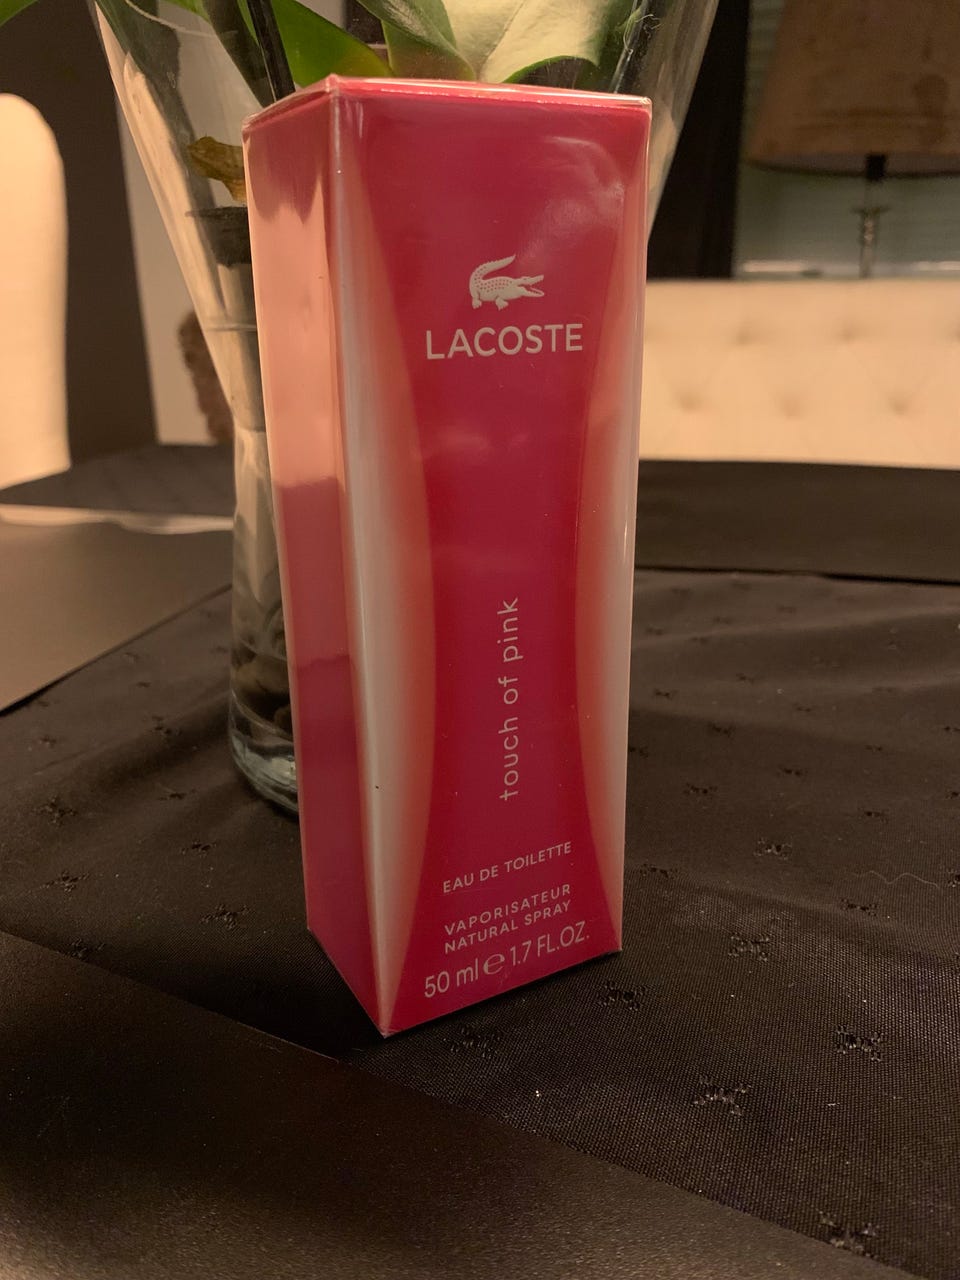 LACOSTE
touch of pink
EAU DE TOILETTE
VAPORISATEUR
NATURAL SPRAY
50 ml ℮ 1.7 FL.OZ.